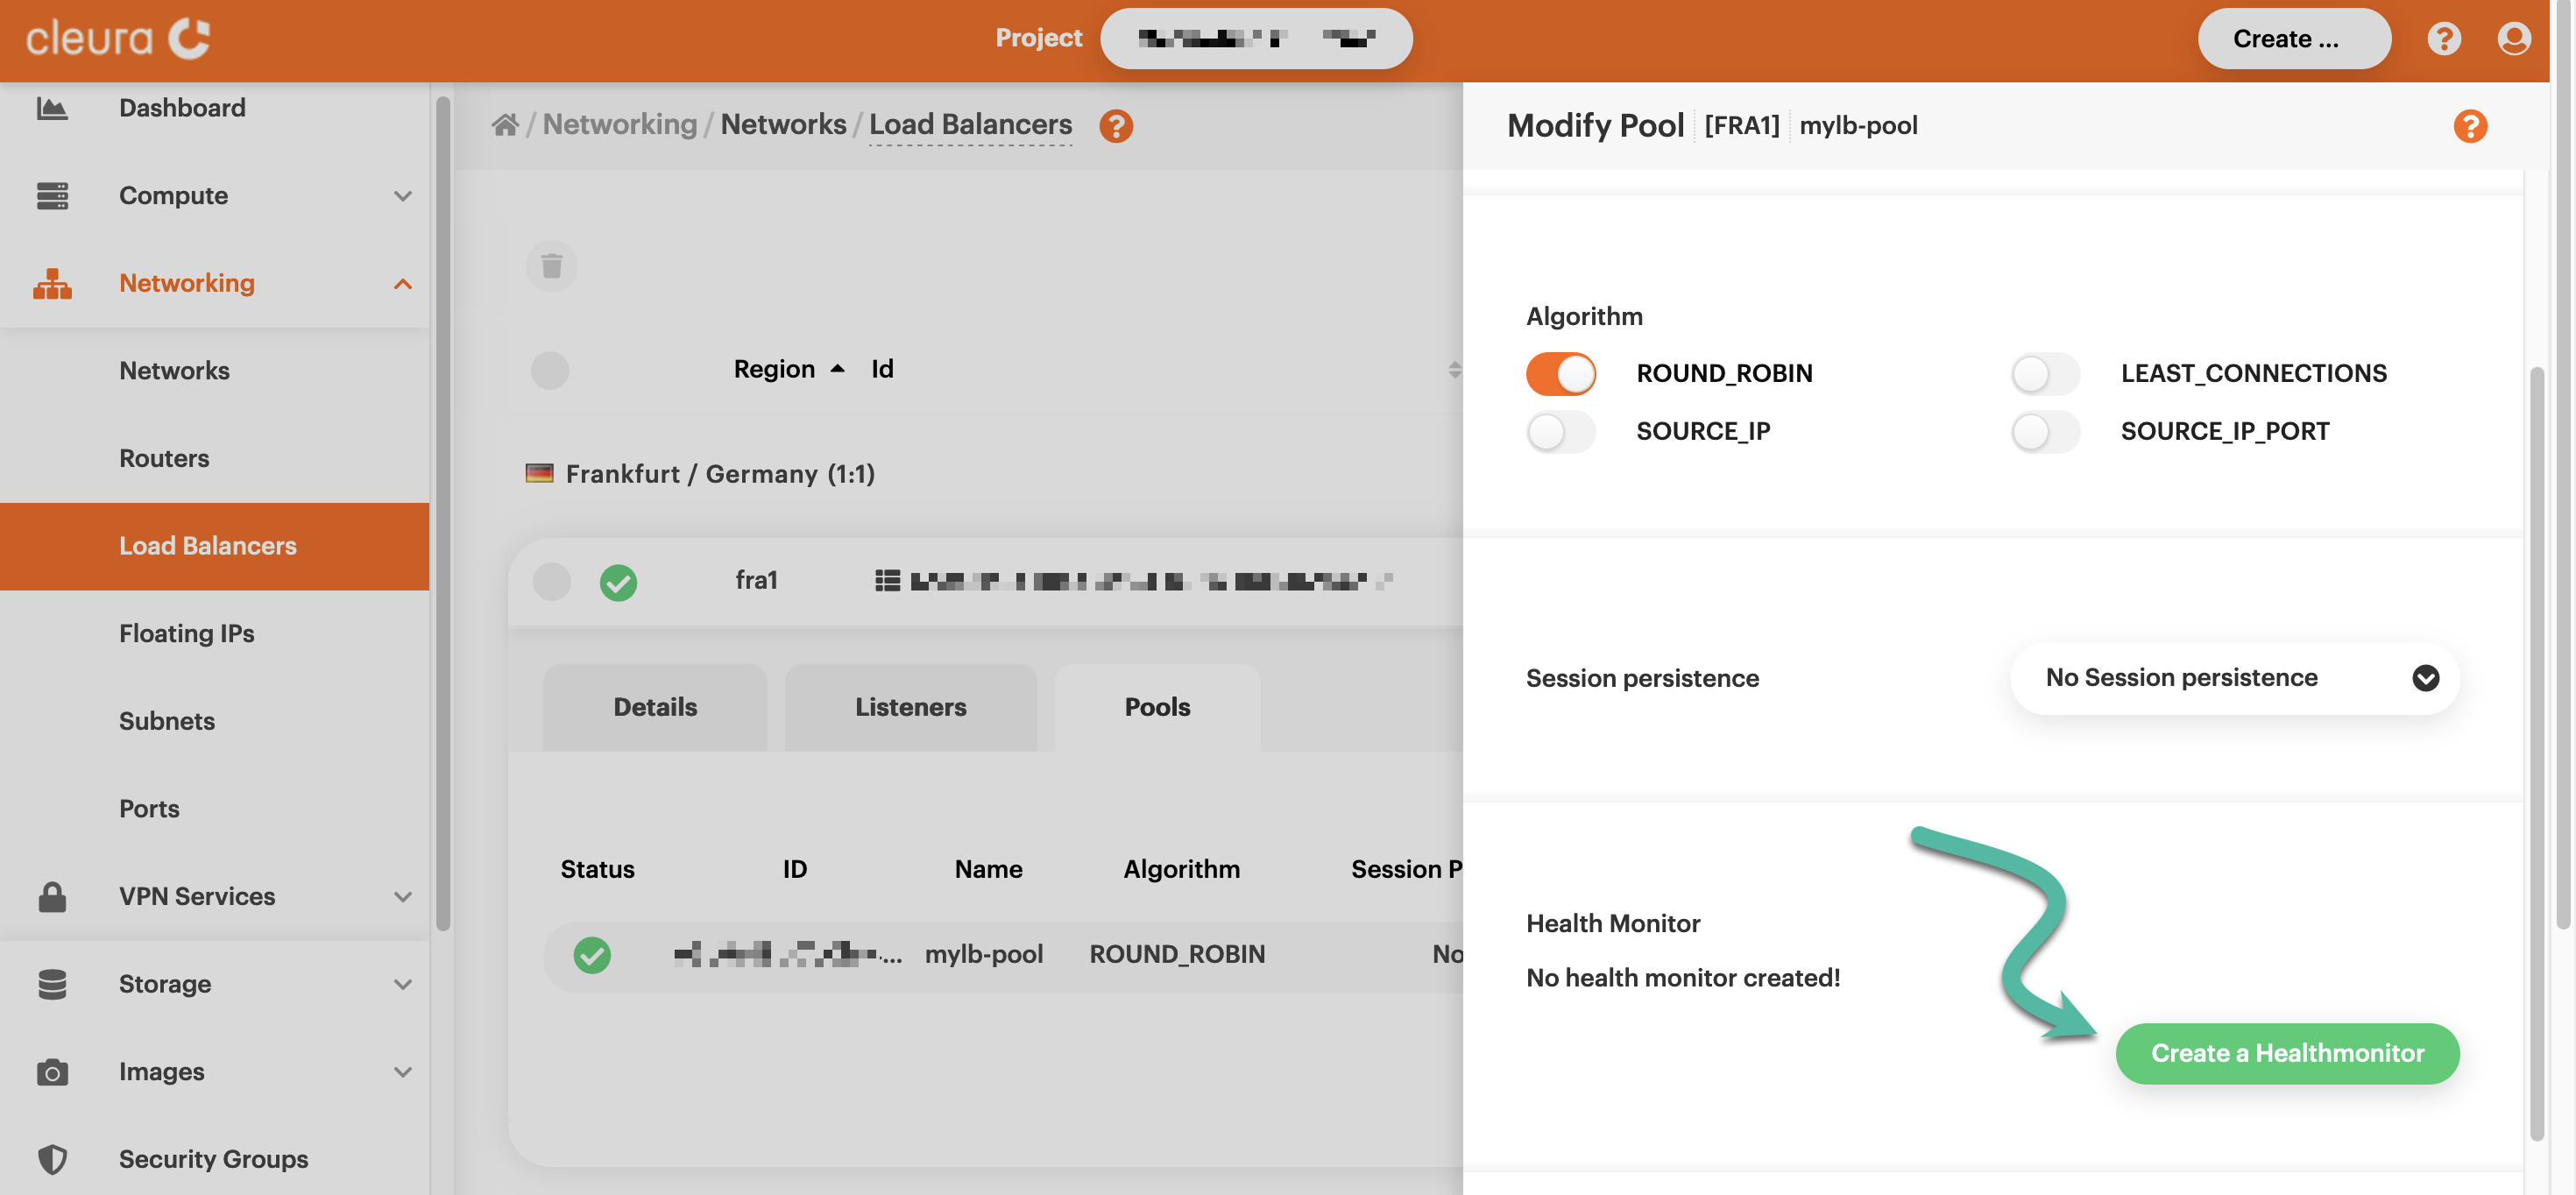 cleura
Project
Create ...
Dashboard
Compute
Networking
Networks
Routers
Load Balancers
Floating IPs
Subnets
Ports
VPN Services
Storage
Images
Security Groups
/ Networking / Networks / Load Balancers
Region Id
Frankfurt / Germany (1:1)
fra1
Details Listeners Pools
Status ID Name Algorithm Session P
... mylb-pool ROUND_ROBIN No
Modify Pool [FRA1] mylb-pool
Algorithm
ROUND_ROBIN LEAST_CONNECTIONS
SOURCE_IP SOURCE_IP_PORT
Session persistence No Session persistence
Health Monitor
No health monitor created!
Create a Healthmonitor